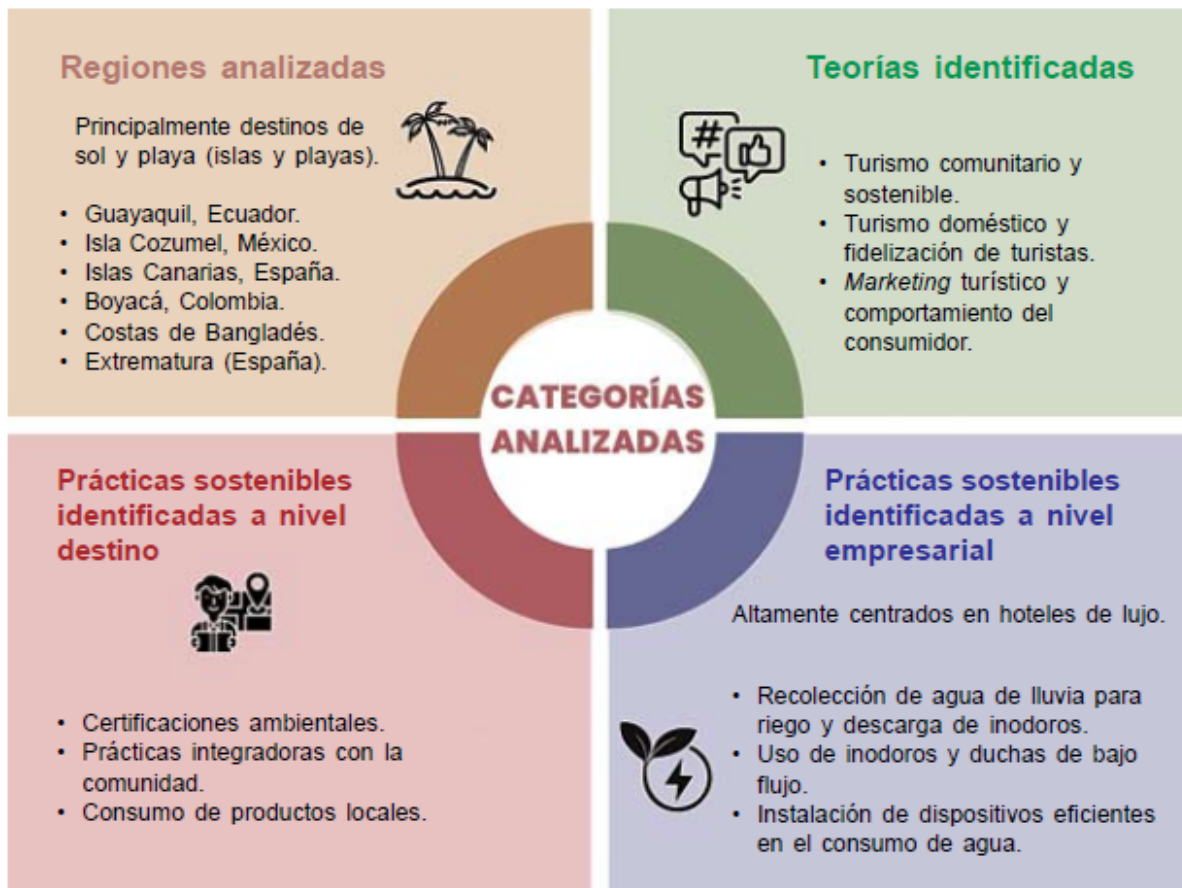 Regiones analizadas
Principalmente destinos de
sol y playa (islas y playas).
• Guayaquil, Ecuador.
• Isla Cozumel, México.
• Islas Canarias, España.
• Boyacá, Colombia.
• Costas de Bangladés.
• Extrematura (España).
Teorías identificadas
#
• Turismo comunitario y
sostenible.
• Turismo doméstico y
fidelización de turistas.
• Marketing turístico y
comportamiento del
consumidor.
CATEGORÍAS
ANALIZADAS
Prácticas sostenibles
identificadas a nivel
destino
• Certificaciones ambientales.
• Prácticas integradoras con la
comunidad.
• Consumo de productos locales.
Prácticas sostenibles
identificadas a nivel
empresarial
Altamente centrados en hoteles de lujo.
• Recolección de agua de lluvia para
riego y descarga de inodoros.
• Uso de inodoros y duchas de bajo
flujo.
• Instalación de dispositivos eficientes
en el consumo de agua.